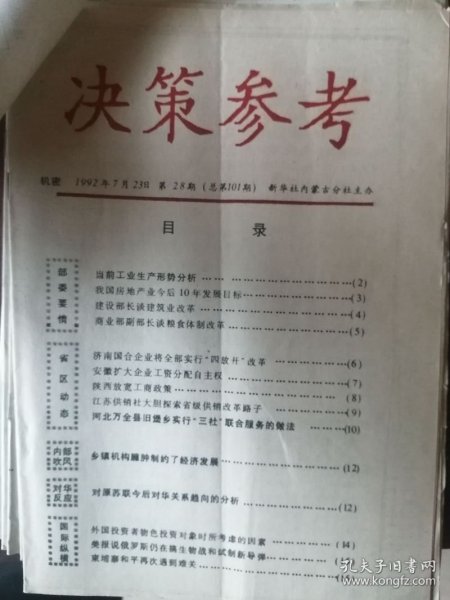 决策参考
机密 1992年7月23日 第28期(总第101期) 新华社内蒙古分社主办
目 录
部委要情
当前工业生产形势分析 …… (2)
我国房地产业今后10年发展目标 …… (3)
建设部长谈建筑业改革 …… (4)
商业部副部长谈粮食体制改革 …… (5)
省区动态
济南国合企业将全部实行“四放开”改革 …… (6)
安徽扩大企业工资分配自主权 …… (7)
陕西放宽工商政策 …… (8)
江苏供销社大胆探索省级供销改革路子 …… (9)
河北万全县旧堡乡实行“三社”联合服务的做法 …… (10)
内部吹风
乡镇机构臃肿制约了经济发展 …… (12)
对华反应
对原苏联今后对华关系趋向的分析 …… (12)
国际纵横
外国投资者物色投资对象时所考虑的因素 …… (14)
美报说俄罗斯仍在搞生物战和试制新导弹 ……
柬埔寨和平再次遇到难关 ……
孔夫子旧书网
book.kongfz.com